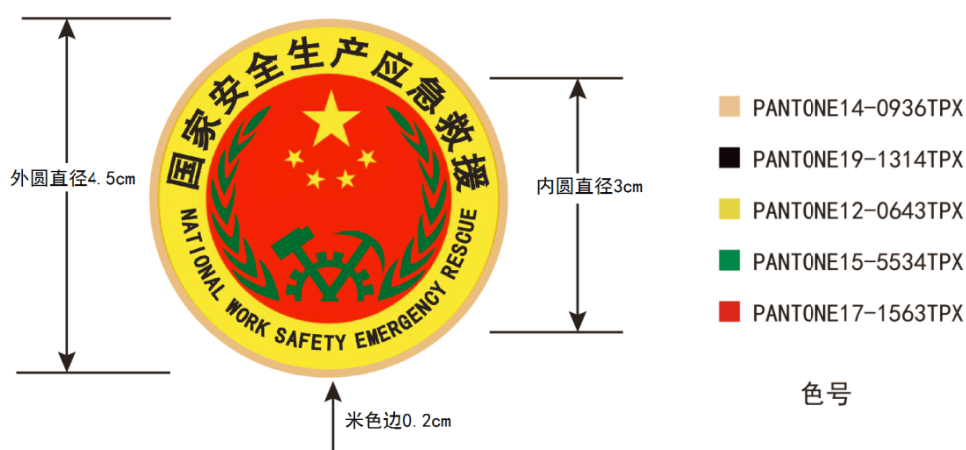 国家安全生产应急救援
NATIONAL WORK SAFETY EMERGENCY RESCUE
外圆直径4.5cm
内圆直径3cm
米色边0.2cm
PANTONE14-0936TPX
PANTONE19-1314TPX
PANTONE12-0643TPX
PANTONE15-5534TPX
PANTONE17-1563TPX
色号